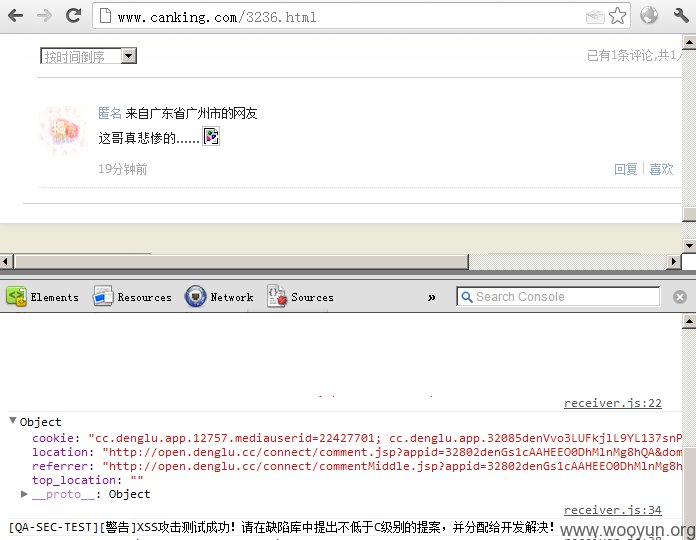 www.canking.com/3236.html
按时间倒序
已有1条评论,共1人
匿名 来自广东省广州市的网友
这哥真悲惨的……
19分钟前
回复 | 喜欢
Elements Resources Network Sources » Search Console
receiver.js:22
Object
cookie: "cc.denglu.app.12757.mediauserid=22427701; cc.denglu.app.32085denVvo3LUFkjlL9YL137snP
location: "http://open.denglu.cc/connect/comment.jsp?appid=32802denGs1cAAHEEO0DhMlnMg8hQA&dom
referrer: "http://open.denglu.cc/connect/commentMiddle.jsp?appid=32802denGs1cAAHEEO0DhMlnMg8h
top_location: ""
__proto__: Object
receiver.js:34
[QA-SEC-TEST][警告]XSS攻击测试成功! 请在缺陷库中提出不低于C级别的提案，并分配给开发解决!
www.wooyun.org